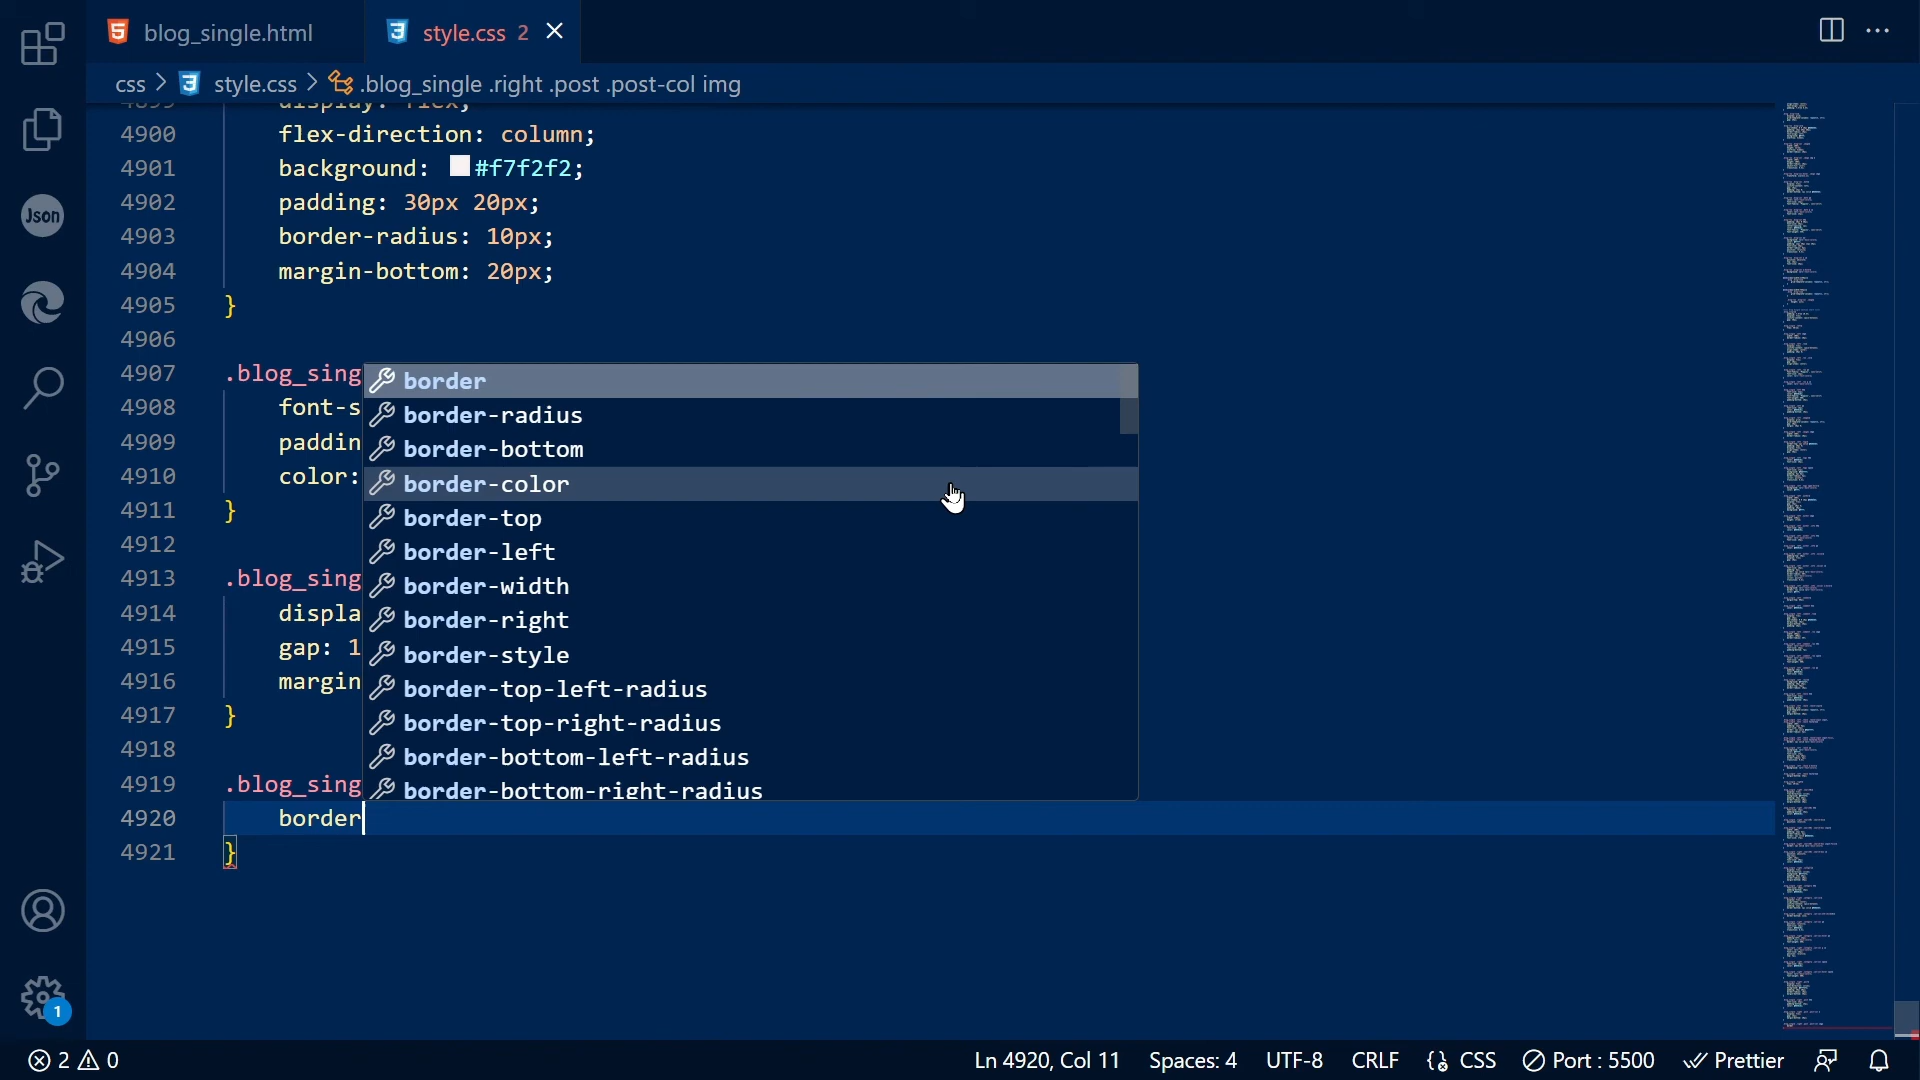 blog_single.html
style.css 2
css > style.css > .blog_single .right .post .post-col img
4899 display: flex;
4900 flex-direction: column;
4901 background: #f7f2f2;
4902 padding: 30px 20px;
4903 border-radius: 10px;
4904 margin-bottom: 20px;
4905 }
4906
4907 .blog_sing
4908 font-s
4909 paddin
4910 color:
4911 }
4912
4913 .blog_sing
4914 displa
4915 gap: 1
4916 margin
4917 }
4918
4919 .blog_sing
4920 border
4921 }
border
border-radius
border-bottom
border-color
border-top
border-left
border-width
border-right
border-style
border-top-left-radius
border-top-right-radius
border-bottom-left-radius
border-bottom-right-radius
Json
1
2 0
Ln 4920, Col 11 Spaces: 4 UTF-8 CRLF CSS Port : 5500 Prettier